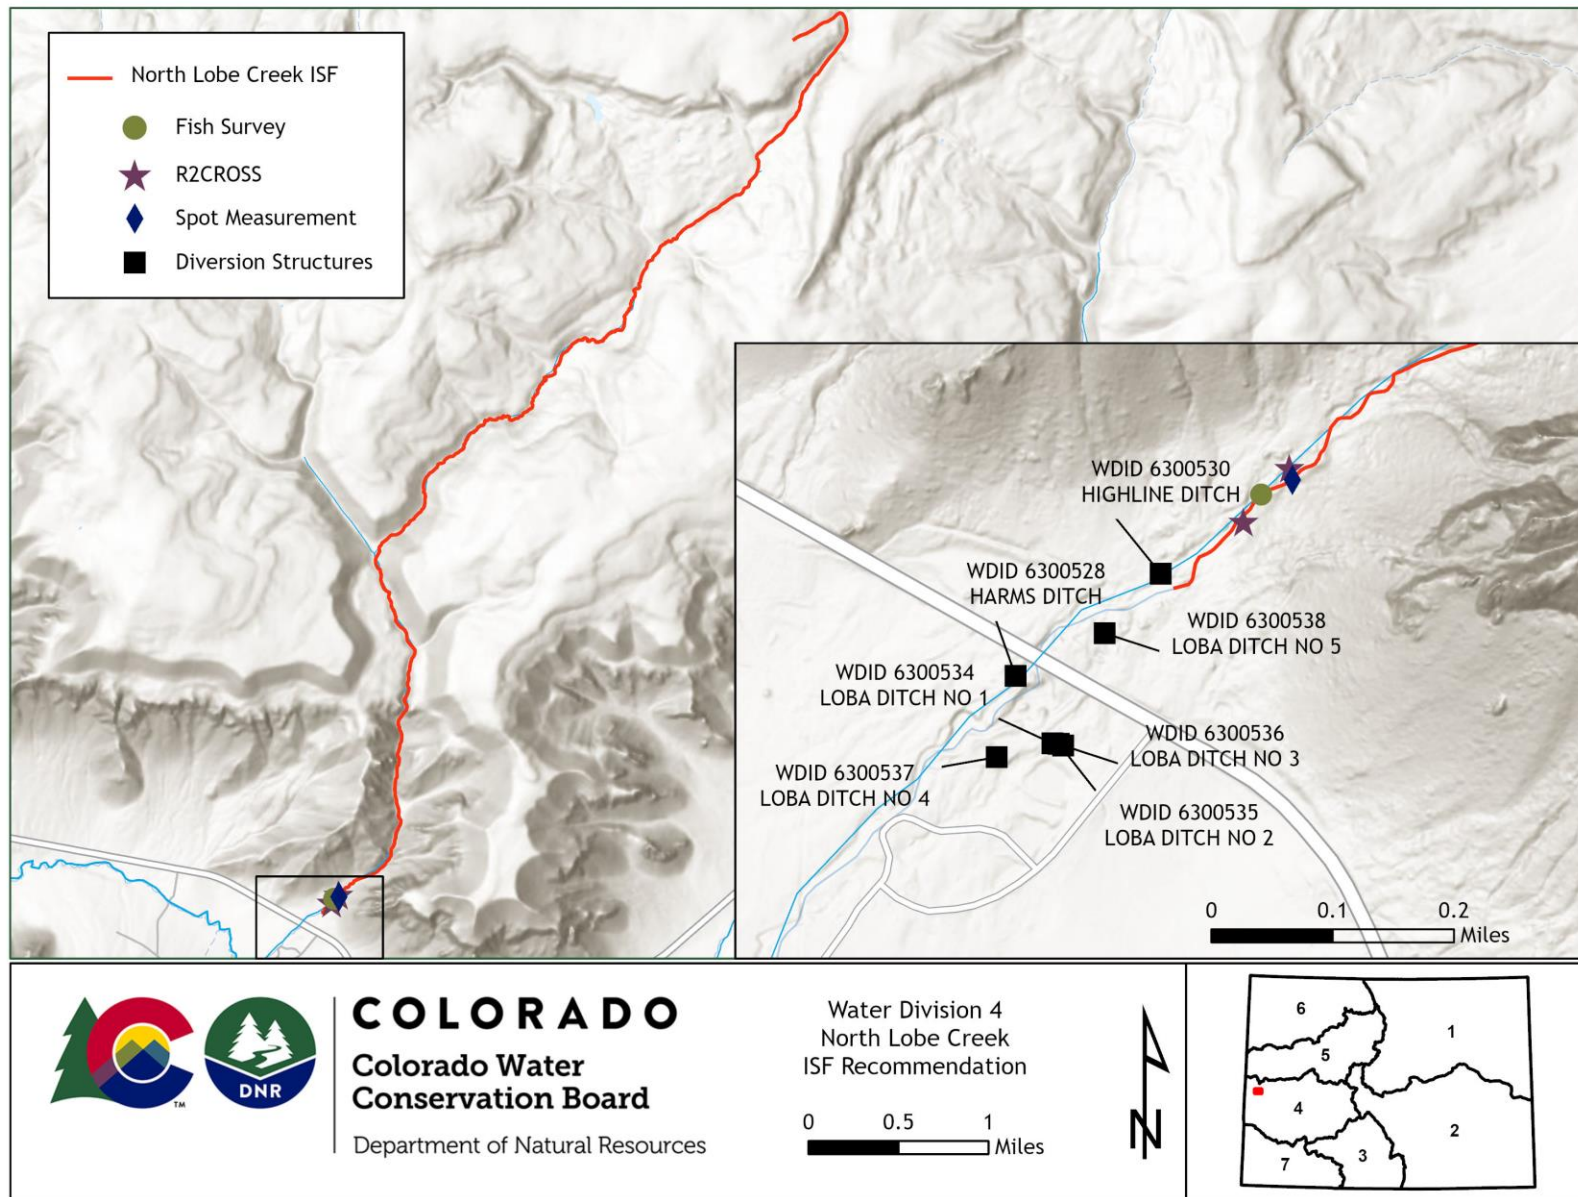 North Lobe Creek ISF
Fish Survey
R2CROSS
Spot Measurement
Diversion Structures
WDID 6300530
HIGHLINE DITCH
WDID 6300528
HARMS DITCH
WDID 6300538
LOBA DITCH NO 5
WDID 6300534
LOBA DITCH NO 1
WDID 6300536
LOBA DITCH NO 3
WDID 6300537
LOBA DITCH NO 4
WDID 6300535
LOBA DITCH NO 2
0 0.1 0.2
Miles
DNR
TM
COLORADO
Colorado Water
Conservation Board
Department of Natural Resources
Water Division 4
North Lobe Creek
ISF Recommendation
0 0.5 1
Miles
N
6
1
5
4
2
3
7